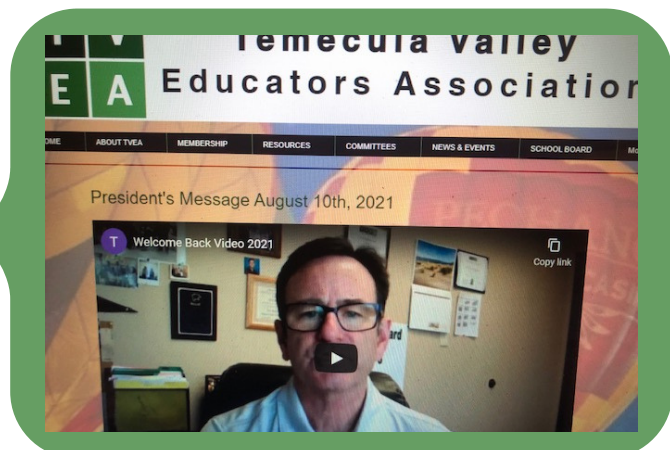 T V
E A
Temecula Valley
Educators Association
ABOUT TVEA
MEMBERSHIP
RESOURCES
COMMITTEES
NEWS & EVENTS
SCHOOL BOARD
President's Message August 10th, 2021
T
Welcome Back Video 2021
Copy link